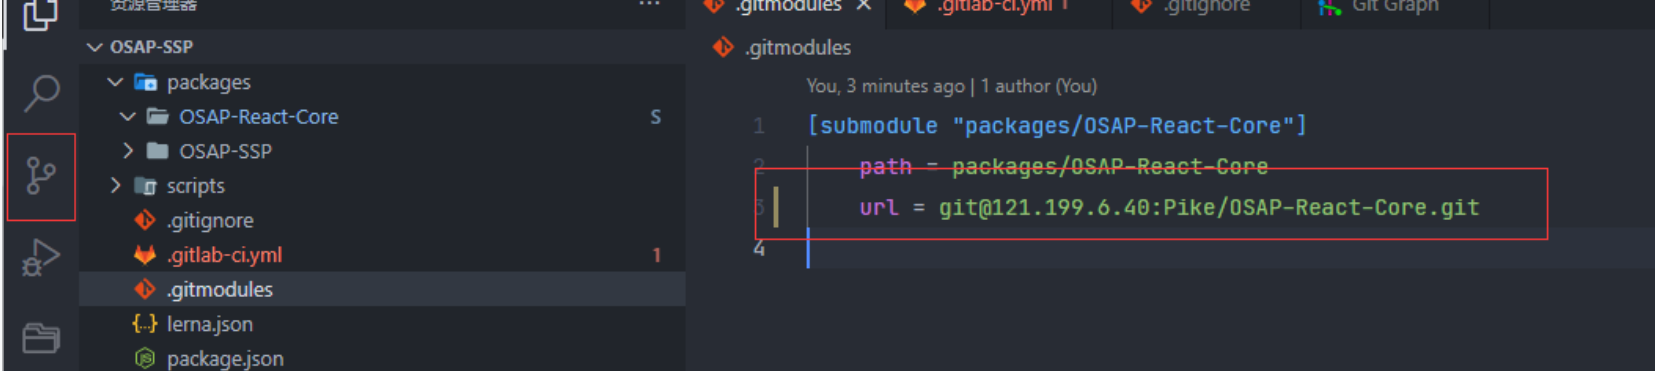 资源管理器
OSAP-SSP
packages
OSAP-React-Core S
OSAP-SSP
scripts
.gitignore
.gitlab-ci.yml 1
.gitmodules
lerna.json
package.json
.gitmodules
.gitlab-ci.yml 1
.gitignore
Git Graph
.gitmodules
You, 3 minutes ago | 1 author (You)
1 [submodule "packages/OSAP-React-Core"]
2 path = packages/OSAP-React-Core
3 url = git@121.199.6.40:Pike/OSAP-React-Core.git
4